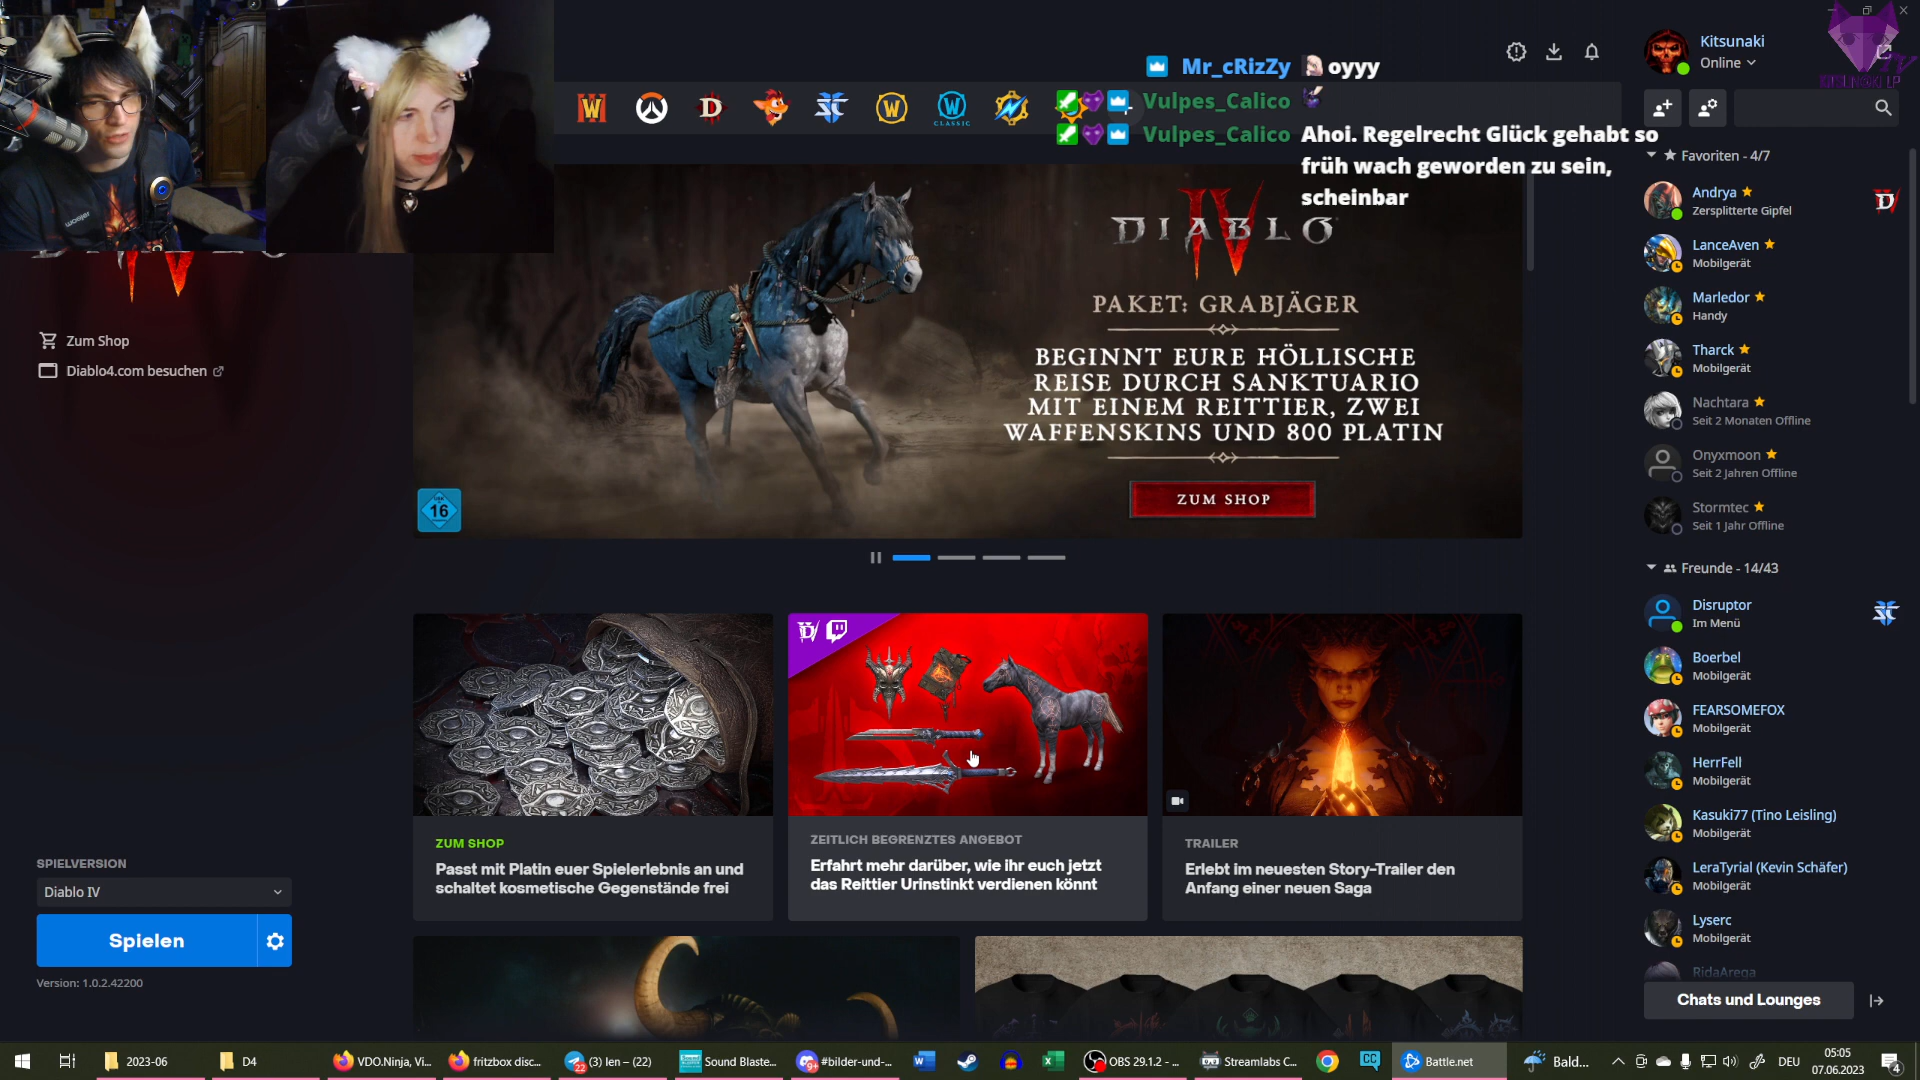 Mr_cRizZy oyyy
Vulpes_Calico
Vulpes_Calico Ahoi. Regelrecht Glück gehabt so
früh wach geworden zu sein,
scheinbar
CLASSIC
Kitsunaki
Online
Zum Shop
Diablo4.com besuchen
DIABLO
IV
PAKET: GRABJÄGER
BEGINNT EURE HÖLLISCHE
REISE DURCH SANKTUARIO
MIT EINEM REITTIER, ZWEI
WAFFENSKINS UND 800 PLATIN
ZUM SHOP
16
ZUM SHOP
Passt mit Platin euer Spielerlebnis an und
schaltet kosmetische Gegenstände frei
ZEITLICH BEGRENZTES ANGEBOT
Erfahrt mehr darüber, wie ihr euch jetzt
das Reittier Urinstinkt verdienen könnt
TRAILER
Erlebt im neuesten Story-Trailer den
Anfang einer neuen Saga
SPIELVERSION
Diablo IV
Spielen
Version: 1.0.2.42200
Favoriten - 4/7
Andrya
Zersplitterte Gipfel
LanceAven
Mobilgerät
Marledor
Handy
Tharck
Mobilgerät
Nachtara
Seit 2 Monaten Offline
Onyxmoon
Seit 2 Jahren Offline
Stormtec
Seit 1 Jahr Offline
Freunde - 14/43
Disruptor
Im Menü
Boerbel
Mobilgerät
FEARSOMEFOX
Mobilgerät
HerrFell
Mobilgerät
Kasuki77 (Tino Leisling)
Mobilgerät
LeraTyrial (Kevin Schäfer)
Mobilgerät
Lyserc
Mobilgerät
RidaArega
Chats und Lounges
2023-06
D4
VDO.Ninja, Vi...
fritzbox disc...
22
(3) len – (22)
Sound Blaste...
9+
#bilder-und-...
OBS 29.1.2 - ...
Streamlabs C...
CC
Battle.net
Bald...
DEU
05:05
07.06.2023
4